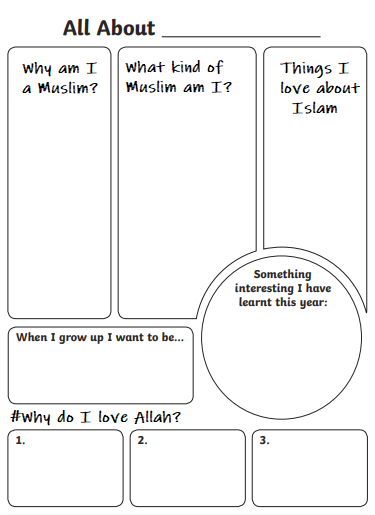 All About
Why am I
a Muslim?
What kind of
Muslim am I?
Things I
love about
Islam
Something
interesting I have
learnt this year:
When I grow up I want to be...
#Why do I love Allah?
1.
2.
3.